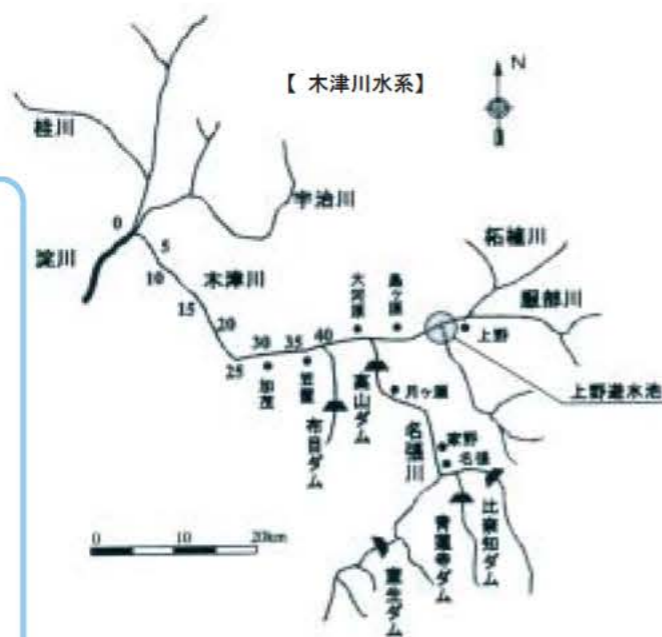 【 木津川水系】
N
桂川
宇治川
淀川
0
5
10
15
20
25
30
35
40
木津川
大河原
島ヶ原
柘植川
服部川
上野
上野遊水池
加茂
笠置
布目ダム
高山ダム
月ヶ瀬
名張川
家野
名張
室生ダム
青蓮寺ダム
比奈知ダム
0 10 20km